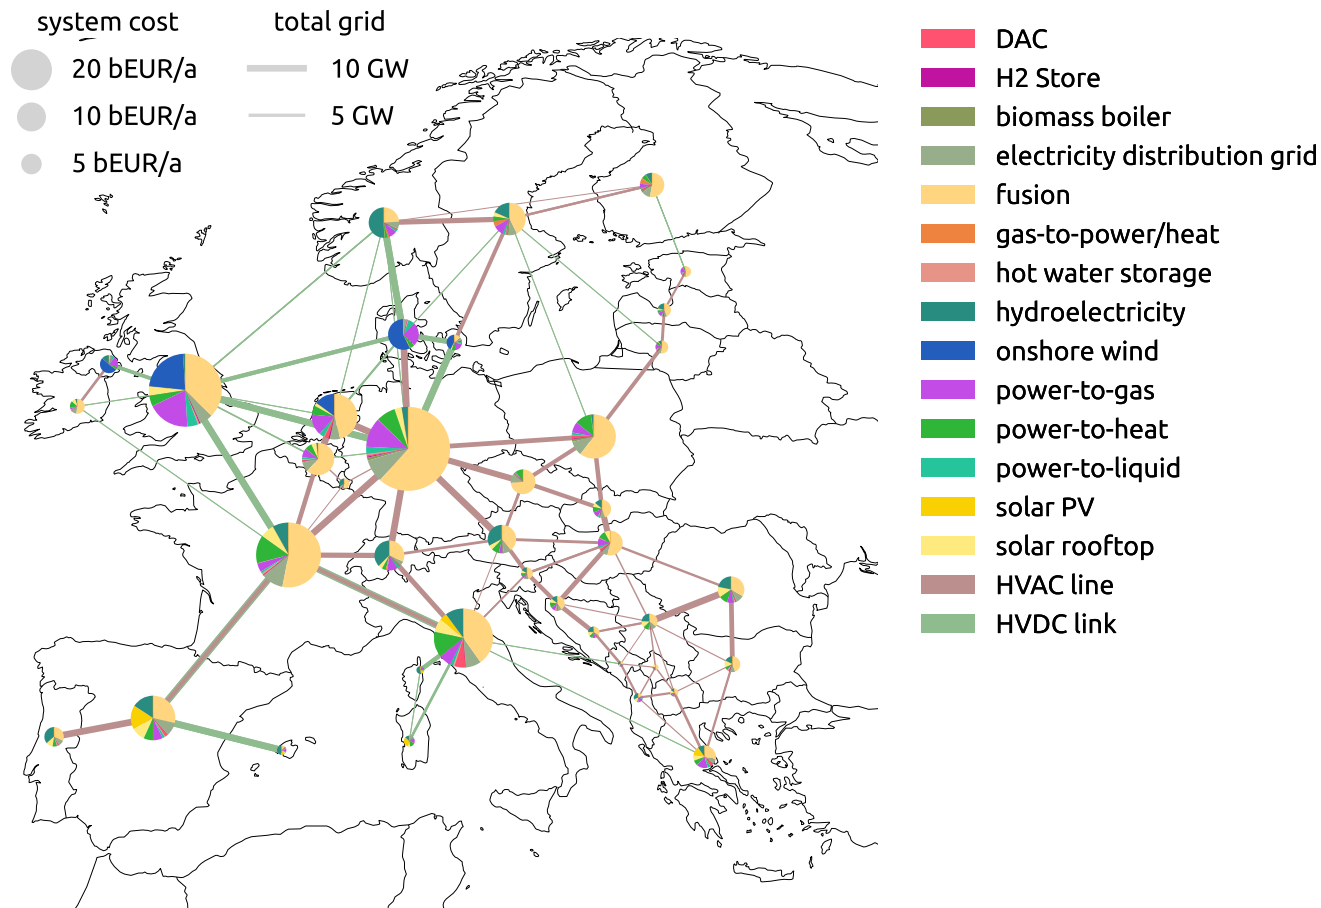 system cost
20 bEUR/a
10 bEUR/a
5 bEUR/a
total grid
10 GW
5 GW
DAC
H2 Store
biomass boiler
electricity distribution grid
fusion
gas-to-power/heat
hot water storage
hydroelectricity
onshore wind
power-to-gas
power-to-heat
power-to-liquid
solar PV
solar rooftop
HVAC line
HVDC link